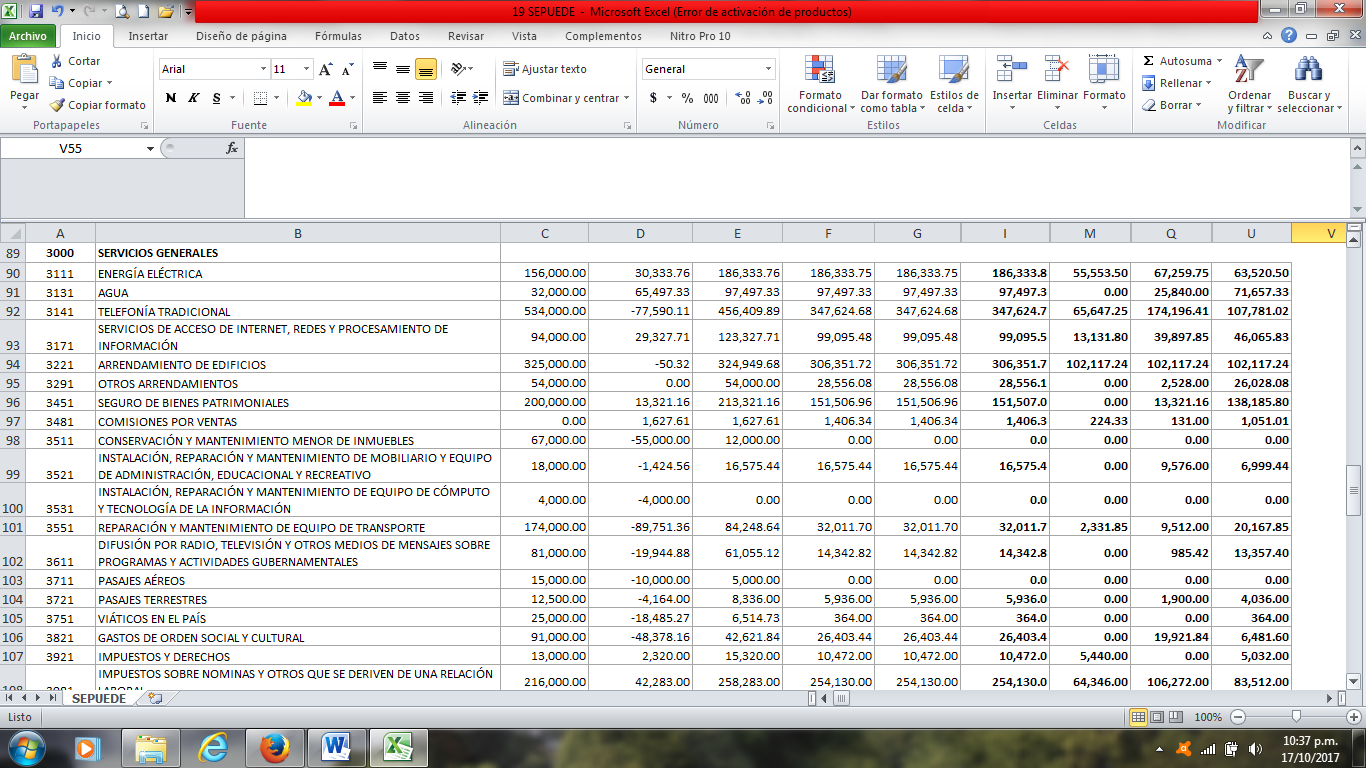 19 SEPUEDE - Microsoft Excel (Error de activación de productos)
Archivo Inicio Insertar Diseño de página Fórmulas Datos Revisar Vista Complementos Nitro Pro 10
Pegar
Cortar
Copiar
Copiar formato
Portapapeles
Arial 11
N K S
Fuente
Ajustar texto
Combinar y centrar
Alineación
General
$ % 000
Número
Formato condicional
Dar formato como tabla
Estilos de celda
Estilos
Insertar Eliminar Formato
Celdas
Σ Autosuma
Rellenar
Borrar
Ordenar y filtrar
Buscar y seleccionar
Modificar
V55 fx
A B C D E F G I M Q U V
89 3000 SERVICIOS GENERALES
90 3111 ENERGÍA ELÉCTRICA 156,000.00 30,333.76 186,333.76 186,333.75 186,333.75 186,333.8 55,553.50 67,259.75 63,520.50
91 3131 AGUA 32,000.00 65,497.33 97,497.33 97,497.33 97,497.33 97,497.3 0.00 25,840.00 71,657.33
92 3141 TELEFONÍA TRADICIONAL 534,000.00 -77,590.11 456,409.89 347,624.68 347,624.68 347,624.7 65,647.25 174,196.41 107,781.02
SERVICIOS DE ACCESO DE INTERNET, REDES Y PROCESAMIENTO DE
93 3171 INFORMACIÓN 94,000.00 29,327.71 123,327.71 99,095.48 99,095.48 99,095.5 13,131.80 39,897.85 46,065.83
94 3221 ARRENDAMIENTO DE EDIFICIOS 325,000.00 -50.32 324,949.68 306,351.72 306,351.72 306,351.7 102,117.24 102,117.24 102,117.24
95 3291 OTROS ARRENDAMIENTOS 54,000.00 0.00 54,000.00 28,556.08 28,556.08 28,556.1 0.00 2,528.00 26,028.08
96 3451 SEGURO DE BIENES PATRIMONIALES 200,000.00 13,321.16 213,321.16 151,506.96 151,506.96 151,507.0 0.00 13,321.16 138,185.80
97 3481 COMISIONES POR VENTAS 0.00 1,627.61 1,627.61 1,406.34 1,406.34 1,406.3 224.33 131.00 1,051.01
98 3511 CONSERVACIÓN Y MANTENIMIENTO MENOR DE INMUEBLES 67,000.00 -55,000.00 12,000.00 0.00 0.00 0.0 0.00 0.00 0.00
INSTALACIÓN, REPARACIÓN Y MANTENIMIENTO DE MOBILIARIO Y EQUIPO
99 3521 DE ADMINISTRACIÓN, EDUCACIONAL Y RECREATIVO 18,000.00 -1,424.56 16,575.44 16,575.44 16,575.44 16,575.4 0.00 9,576.00 6,999.44
INSTALACIÓN, REPARACIÓN Y MANTENIMIENTO DE EQUIPO DE CÓMPUTO
100 3531 Y TECNOLOGÍA DE LA INFORMACIÓN 4,000.00 -4,000.00 0.00 0.00 0.00 0.0 0.00 0.00 0.00
101 3551 REPARACIÓN Y MANTENIMIENTO DE EQUIPO DE TRANSPORTE 174,000.00 -89,751.36 84,248.64 32,011.70 32,011.70 32,011.7 2,331.85 9,512.00 20,167.85
DIFUSIÓN POR RADIO, TELEVISIÓN Y OTROS MEDIOS DE MENSAJES SOBRE
102 3611 PROGRAMAS Y ACTIVIDADES GUBERNAMENTALES 81,000.00 -19,944.88 61,055.12 14,342.82 14,342.82 14,342.8 0.00 985.42 13,357.40
103 3711 PASAJES AÉREOS 15,000.00 -10,000.00 5,000.00 0.00 0.00 0.0 0.00 0.00 0.00
104 3721 PASAJES TERRESTRES 12,500.00 -4,164.00 8,336.00 5,936.00 5,936.00 5,936.0 0.00 1,900.00 4,036.00
105 3751 VIÁTICOS EN EL PAÍS 25,000.00 -18,485.27 6,514.73 364.00 364.00 364.0 0.00 0.00 364.00
106 3821 GASTOS DE ORDEN SOCIAL Y CULTURAL 91,000.00 -48,378.16 42,621.84 26,403.44 26,403.44 26,403.4 0.00 19,921.84 6,481.60
107 3921 IMPUESTOS Y DERECHOS 13,000.00 2,320.00 15,320.00 10,472.00 10,472.00 10,472.0 5,440.00 0.00 5,032.00
IMPUESTOS SOBRE NOMINAS Y OTROS QUE SE DERIVEN DE UNA RELACIÓN
216,000.00 42,283.00 258,283.00 254,130.00 254,130.00 254,130.0 64,346.00 106,272.00 83,512.00
SEPUEDE
Listo 100%
10:37 p.m.
17/10/2017